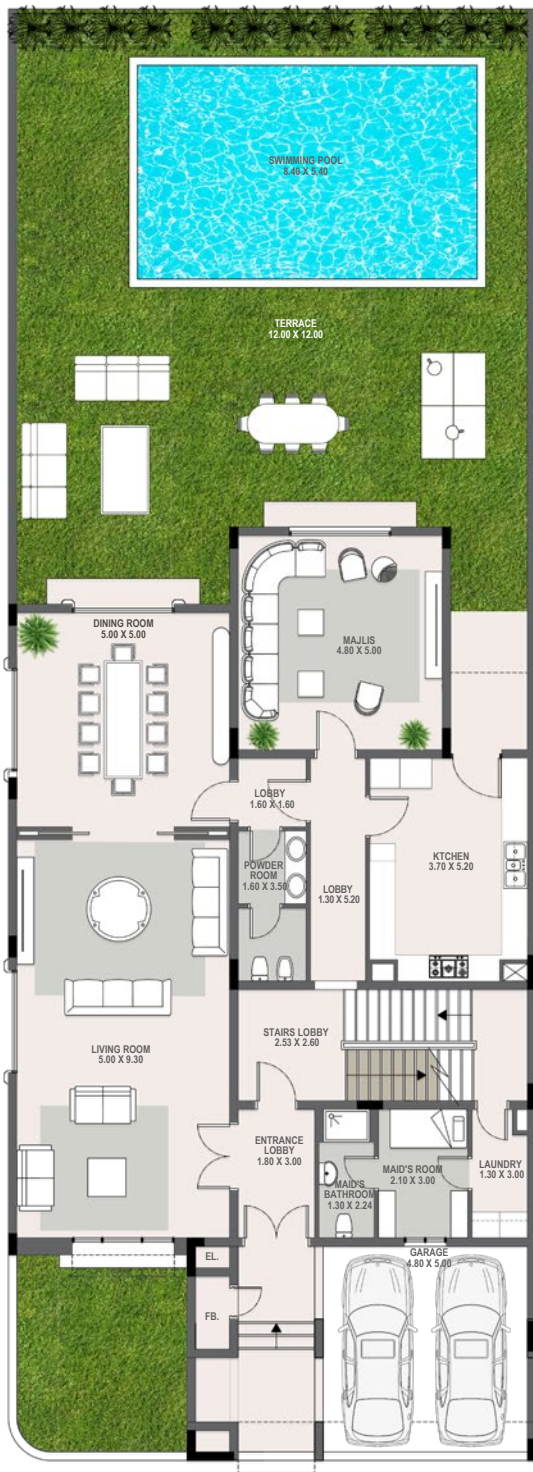 SWIMMING POOL
8.40 X 5.40
TERRACE
12.00 X 12.00
DINING ROOM
5.00 X 5.00
MAJLIS
4.80 X 5.00
LOBBY
1.60 X 1.60
KTCHEN
3.70 X 5.20
POWDER
ROOM
1.60 X 3.50
LOBBY
1.30 X 5.20
STAIRS LOBBY
2.53 X 2.60
LIVING ROOM
5.00 X 9.30
ENTRANCE
LOBBY
1.80 X 3.00
MAID'S ROOM
2.10 X 3.00
LAUNDRY
1.30 X 3.00
MAID'S
BATHROOM
1.30 X 2.24
EL.
GARAGE
4.80 X 5.00
FB.